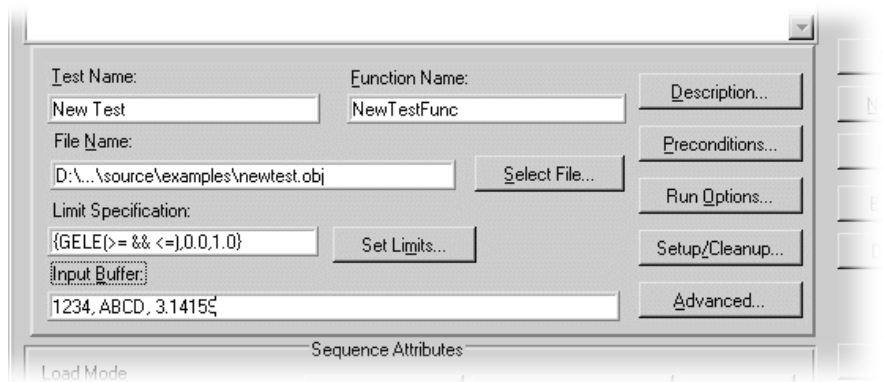 Test Name:
Function Name:
New Test
NewTestFunc
Description...
File Name:
Preconditions...
D:\...\source\examples\newtest.obj
Select File...
Limit Specification:
Run Options...
{GELE(>= && <=),0.0,1.0}
Set Limits...
Setup/Cleanup...
Input Buffer:
1234, ABCD, 3.14159
Advanced...
Sequence Attributes
Load Mode